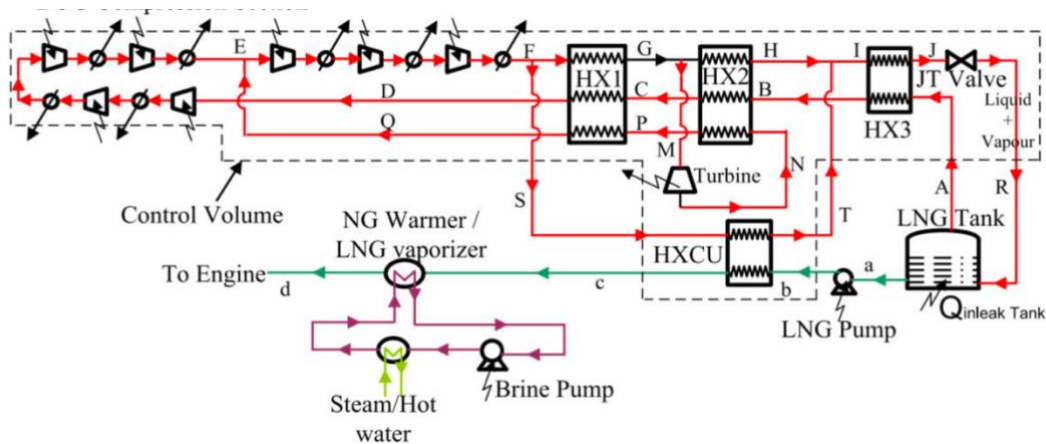 E
F
G
H
I
J
HX1
HX2
JT Valve
D
C
B
HX3
Liquid
+
Vapour
Q
P
M
N
Turbine
A
R
Control Volume
S
T
LNG Tank
NG Warmer /
LNG vaporizer
HXCU
To Engine
d
c
b
a
LNG Pump
Qinleak Tank
Brine Pump
Steam/Hot
water